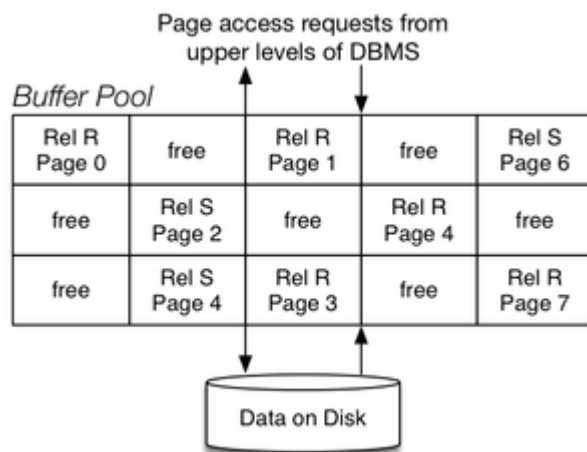 Page access requests from
upper levels of DBMS
Buffer Pool
Rel R
Page 0
free
Rel R
Page 1
free
Rel S
Page 6
free
Rel S
Page 2
free
Rel R
Page 4
free
free
Rel S
Page 4
Rel R
Page 3
free
Rel R
Page 7
Data on Disk